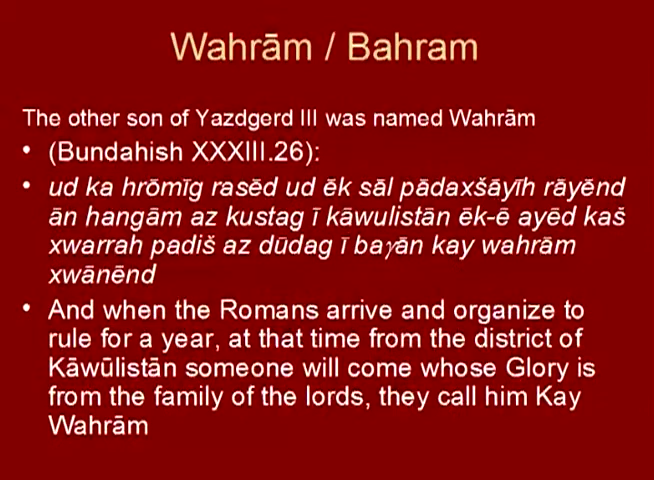 Wahrām / Bahram
The other son of Yazdgerd III was named Wahrām
• (Bundahish XXXIII.26):
• ud ka hrōmīg rasēd ud ēk sāl pādaxšāyīh rāyēnd
ān hangām az kustag ī kāwulistān ēk-ē ayēd kaš
xwarrah padiš az dūdag ī baγān kay wahrām
xwānēnd
• And when the Romans arrive and organize to
rule for a year, at that time from the district of
Kāwūlistān someone will come whose Glory is
from the family of the lords, they call him Kay
Wahrām